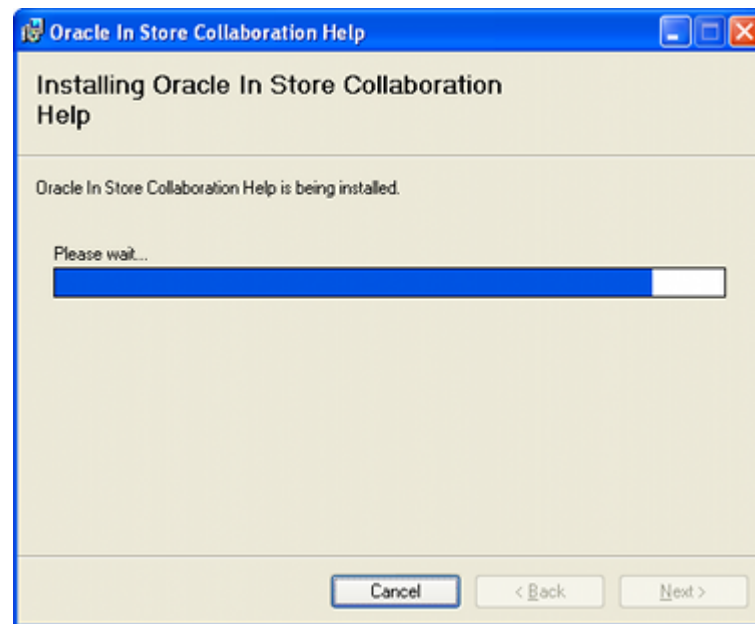 Oracle In Store Collaboration Help
Installing Oracle In Store Collaboration
Help
Oracle In Store Collaboration Help is being installed.
Please wait...
Cancel
< Back
Next >